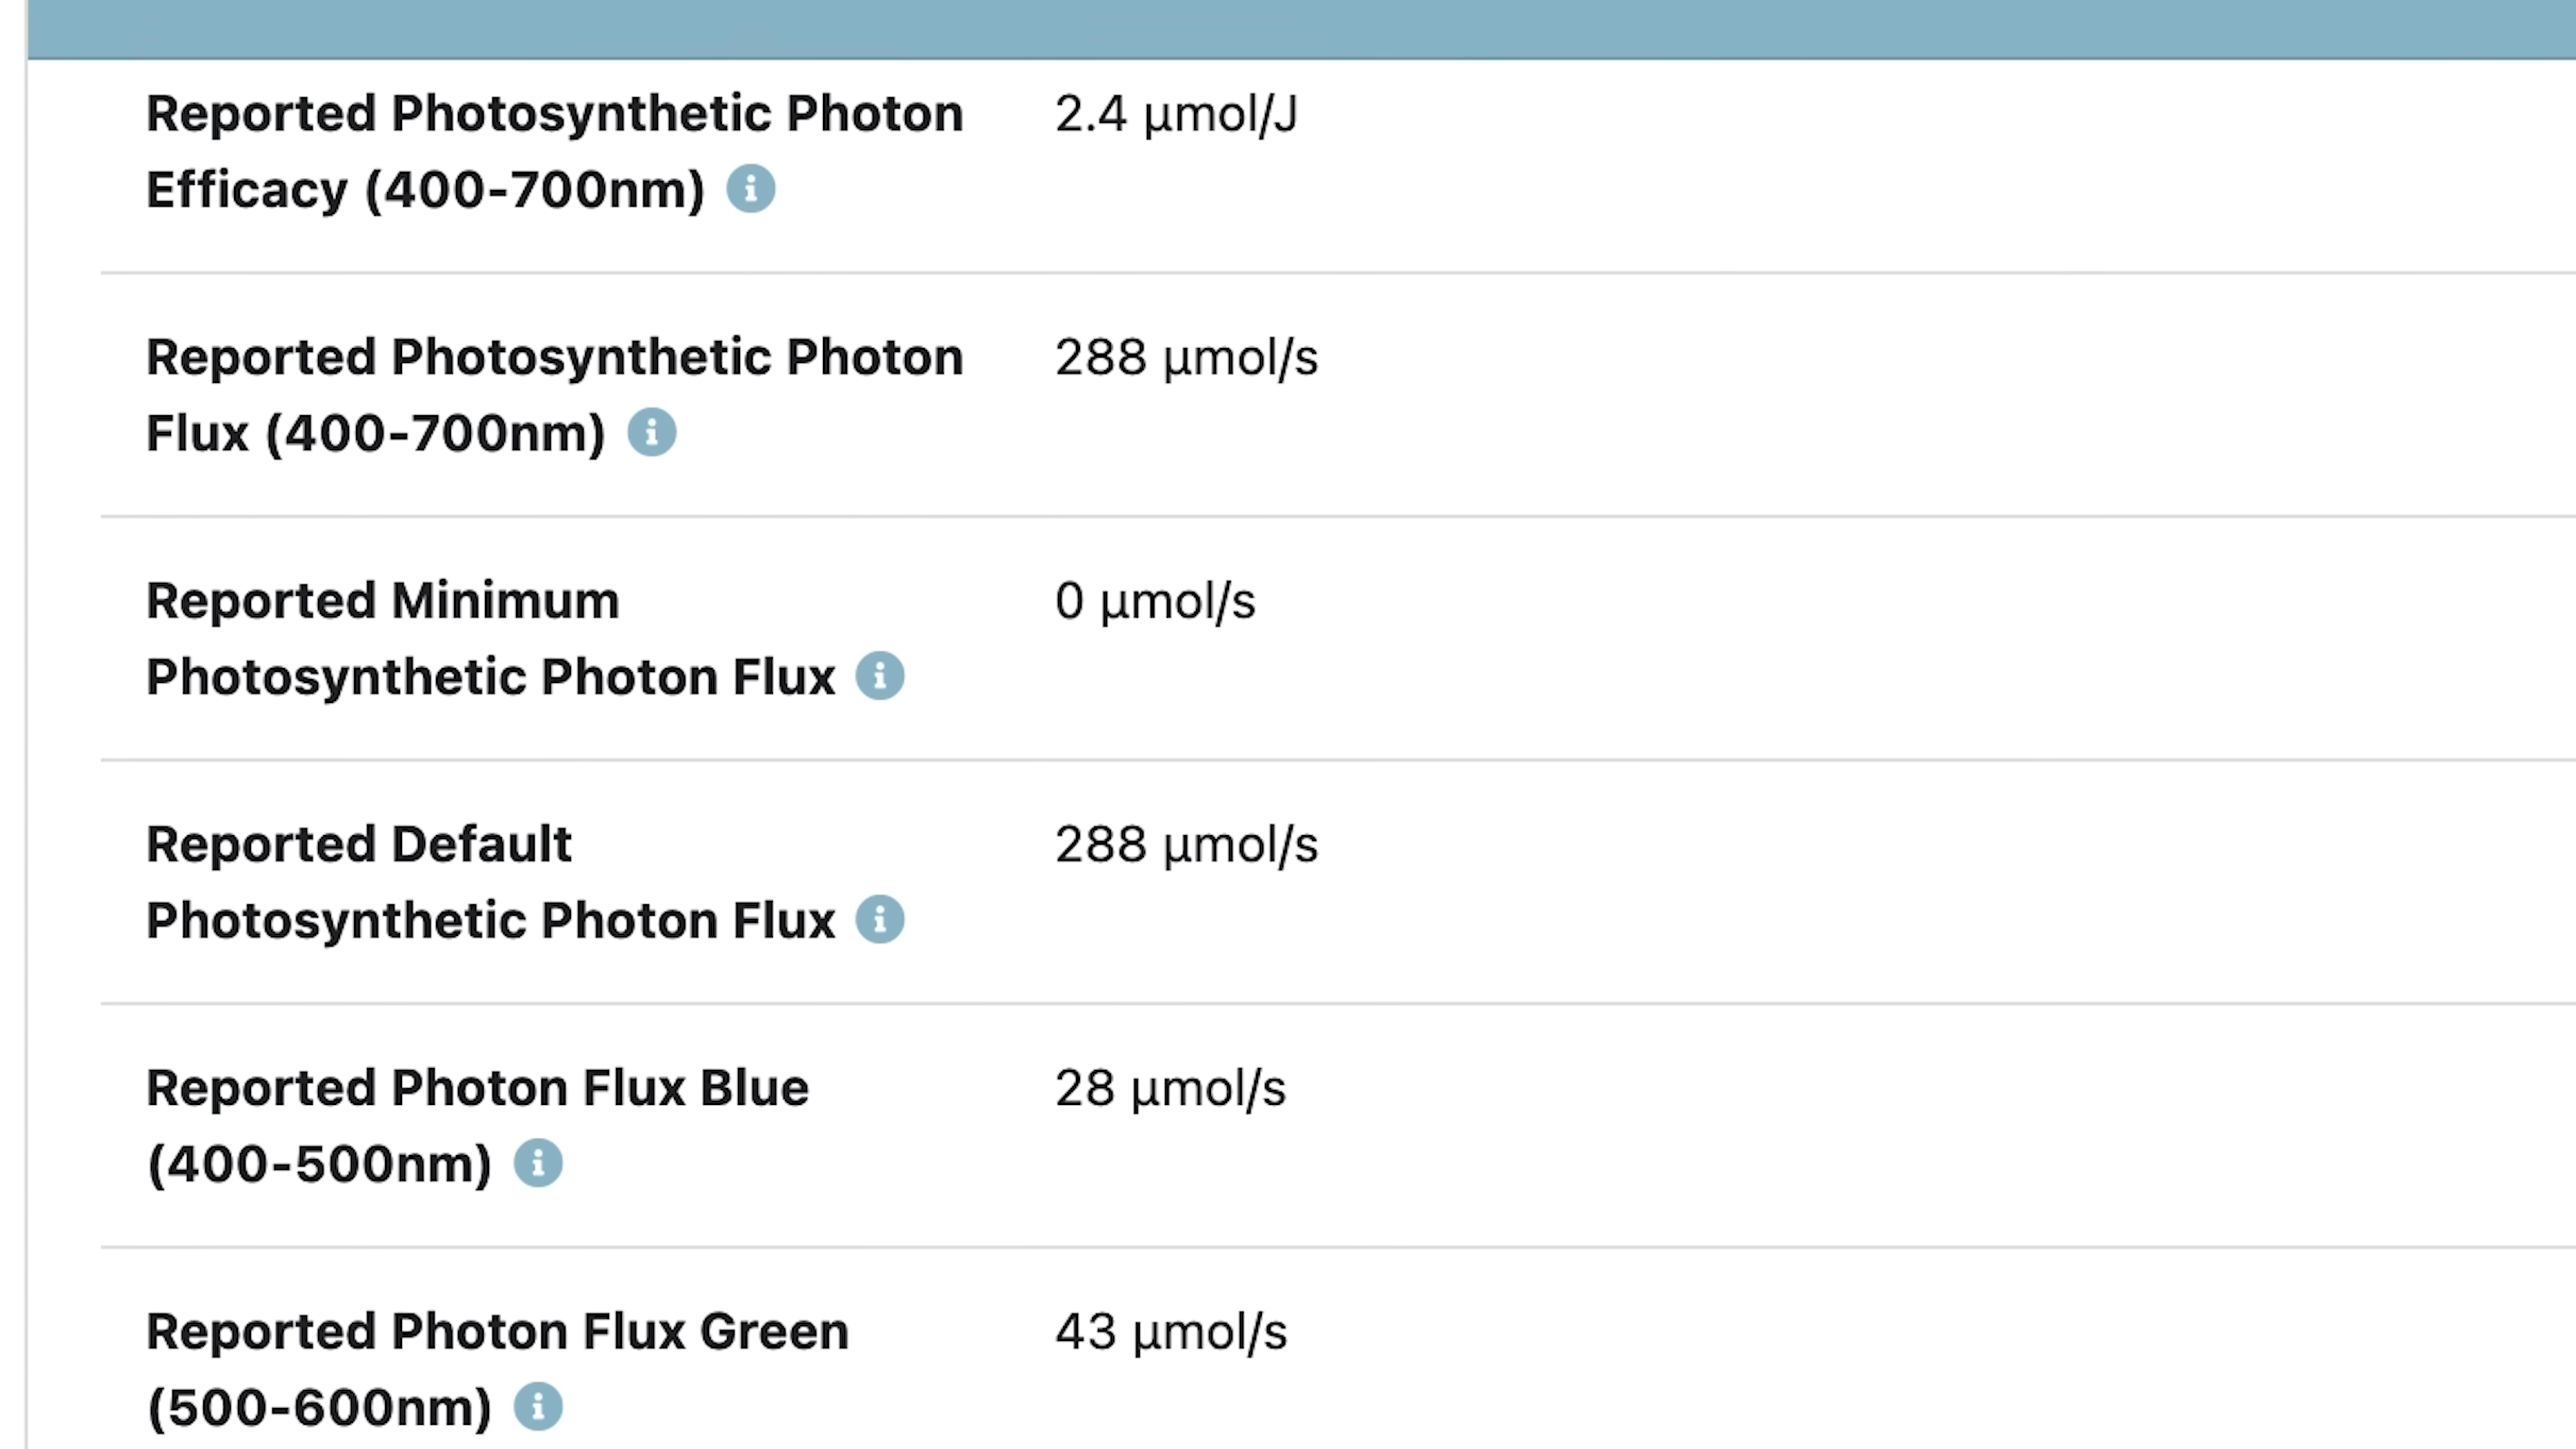 Reported Photosynthetic Photon 2.4 µmol/J
Efficacy (400-700nm)
Reported Photosynthetic Photon 288 µmol/s
Flux (400-700nm)
Reported Minimum 0 µmol/s
Photosynthetic Photon Flux
Reported Default 288 µmol/s
Photosynthetic Photon Flux
Reported Photon Flux Blue 28 µmol/s
(400-500nm)
Reported Photon Flux Green 43 µmol/s
(500-600nm)